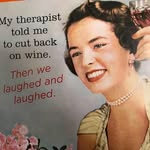 My therapist
told me
to cut back
on wine.
Then we
laughed and
laughed.